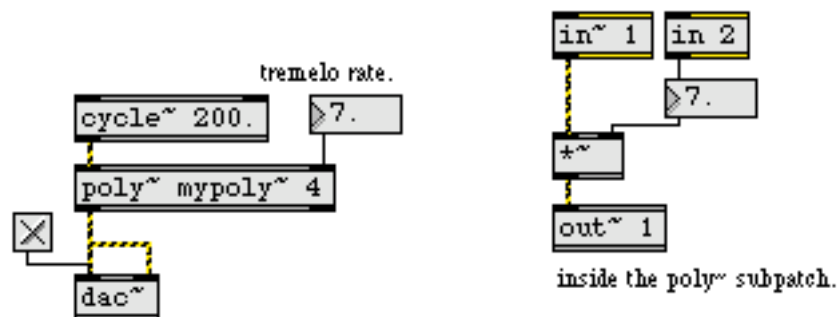 tremelo rate.
cycle~ 200.
7.
poly~ mypoly~ 4
dac~
in~ 1
in 2
7.
*~
out~ 1
inside the poly~ subpatch.